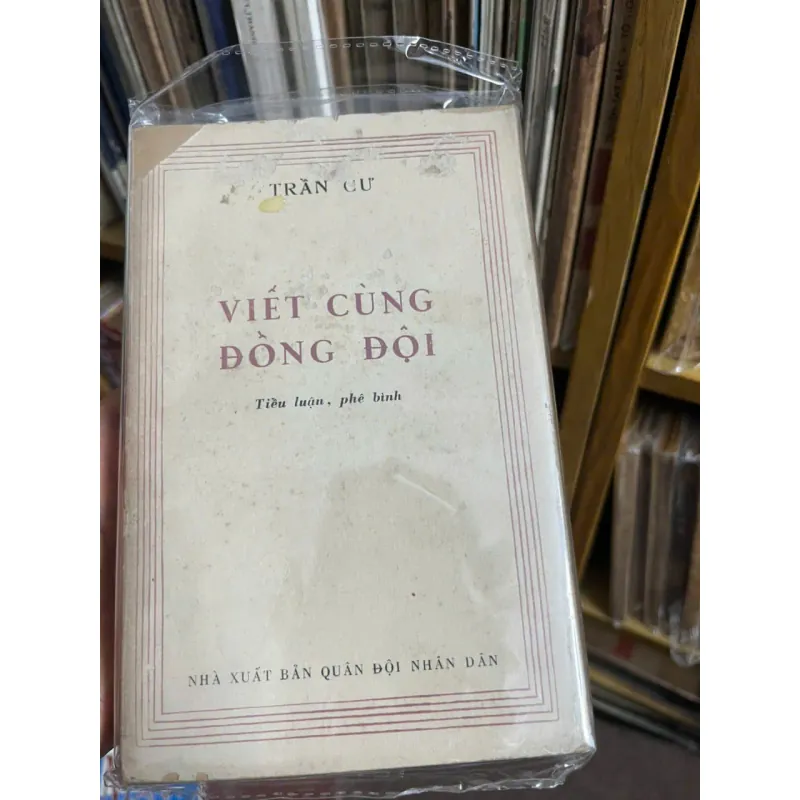 TRẦN CƯ
VIẾT CÙNG
ĐỒNG ĐỘI
Tiểu luận, phê bình
NHÀ XUẤT BẢN QUÂN ĐỘI NHÂN DÂN